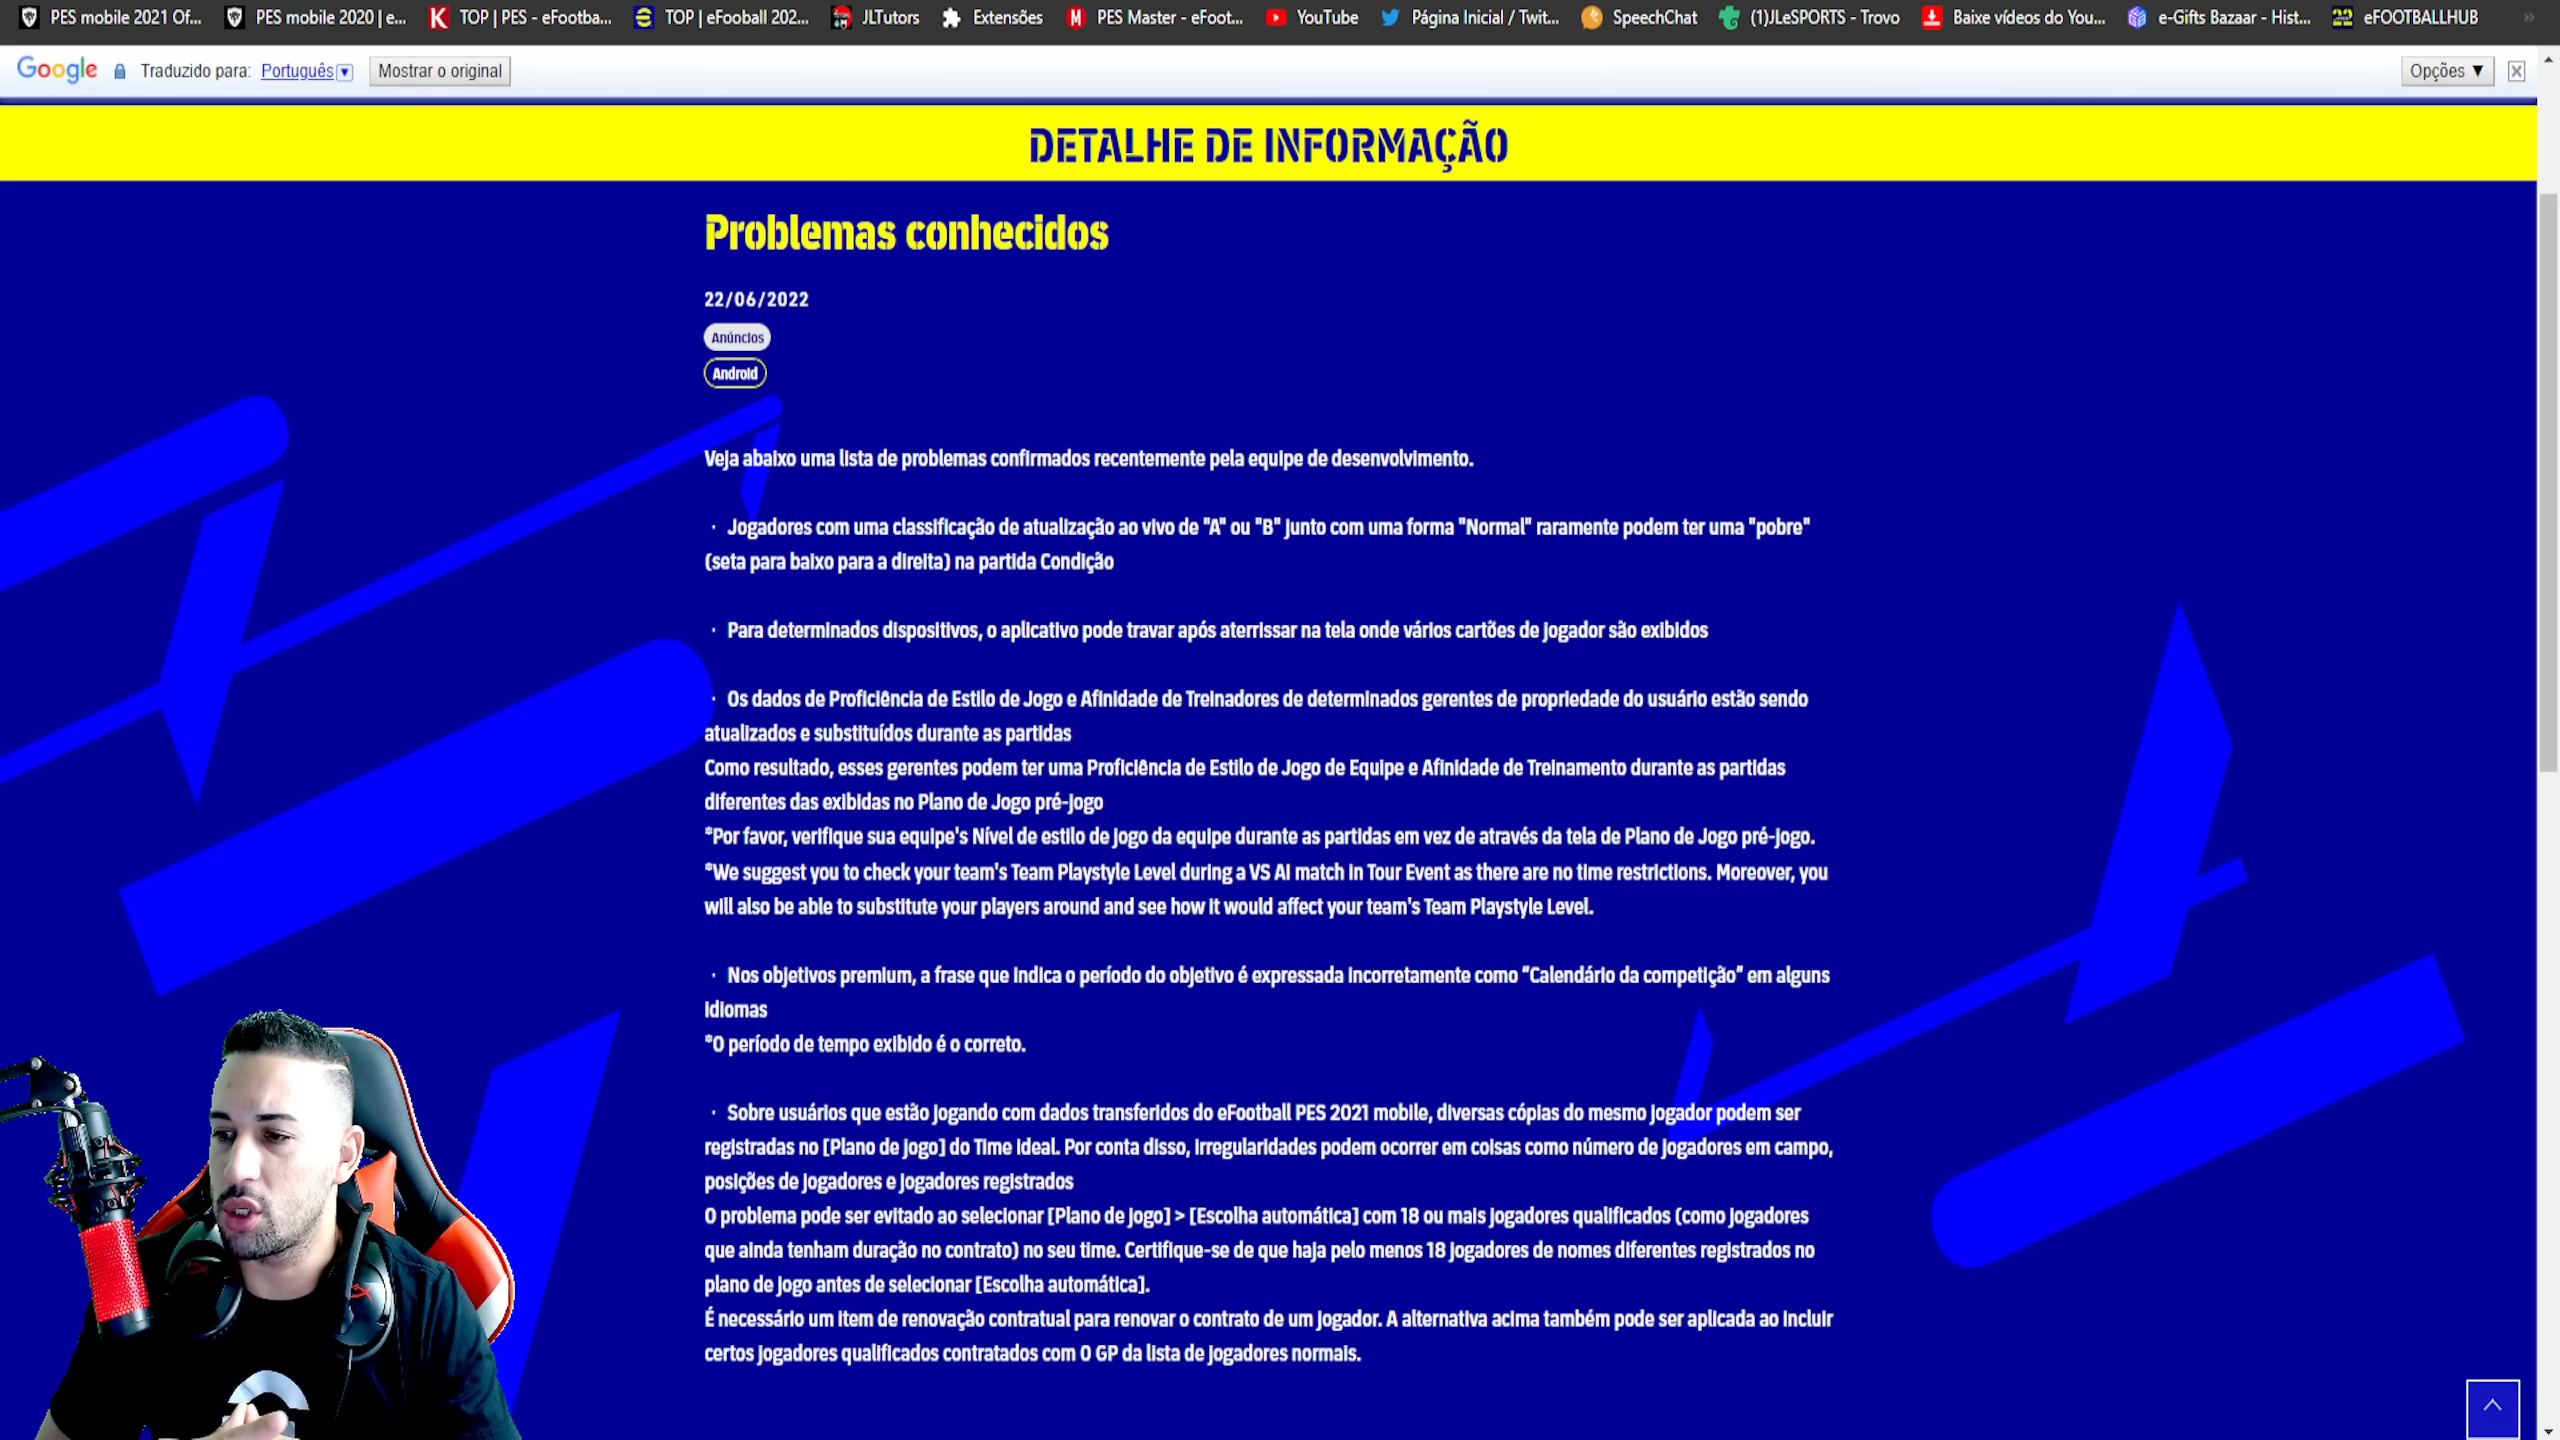 PES mobile 2021 Of...
PES mobile 2020 | e...
TOP | PES - eFootba...
TOP | eFooball 202...
JLTutors
Extensões
PES Master - eFoot...
YouTube
Página Inicial / Twit...
SpeechChat
(1)JLeSPORTS - Trovo
Baixe vídeos do You...
e-Gifts Bazaar - Hist...
eFOOTBALLHUB
Google
Traduzido para: Português
Mostrar o original
Opções ▼
DETALHE DE INFORMAÇÃO
Problemas conhecidos
22/06/2022
Anúncios
Android
Veja abaixo uma lista de problemas confirmados recentemente pela equipe de desenvolvimento.
· Jogadores com uma classificação de atualização ao vivo de "A" ou "B" junto com uma forma "Normal" raramente podem ter uma "pobre"
(seta para baixo para a direita) na partida Condição
· Para determinados dispositivos, o aplicativo pode travar após aterrissar na tela onde vários cartões de jogador são exibidos
· Os dados de Proficiência de Estilo de Jogo e Afinidade de Treinadores de determinados gerentes de propriedade do usuário estão sendo
atualizados e substituídos durante as partidas
Como resultado, esses gerentes podem ter uma Proficiência de Estilo de Jogo de Equipe e Afinidade de Treinamento durante as partidas
diferentes das exibidas no Plano de Jogo pré-jogo
*Por favor, verifique sua equipe's Nível de estilo de jogo da equipe durante as partidas em vez de através da tela de Plano de Jogo pré-jogo.
*We suggest you to check your team's Team Playstyle Level during a VS AI match in Tour Event as there are no time restrictions. Moreover, you
will also be able to substitute your players around and see how it would affect your team's Team Playstyle Level.
· Nos objetivos premium, a frase que indica o período do objetivo é expressada incorretamente como “Calendário da competição” em alguns
idiomas
*O período de tempo exibido é o correto.
· Sobre usuários que estão jogando com dados transferidos do eFootball PES 2021 mobile, diversas cópias do mesmo jogador podem ser
registradas no [Plano de jogo] do Time Ideal. Por conta disso, irregularidades podem ocorrer em coisas como número de jogadores em campo,
posições de jogadores e jogadores registrados
O problema pode ser evitado ao selecionar [Plano de jogo] > [Escolha automática] com 18 ou mais jogadores qualificados (como jogadores
que ainda tenham duração no contrato) no seu time. Certifique-se de que haja pelo menos 18 jogadores de nomes diferentes registrados no
plano de jogo antes de selecionar [Escolha automática].
É necessário um item de renovação contratual para renovar o contrato de um jogador. A alternativa acima também pode ser aplicada ao incluir
certos jogadores qualificados contratados com 0 GP da lista de jogadores normais.